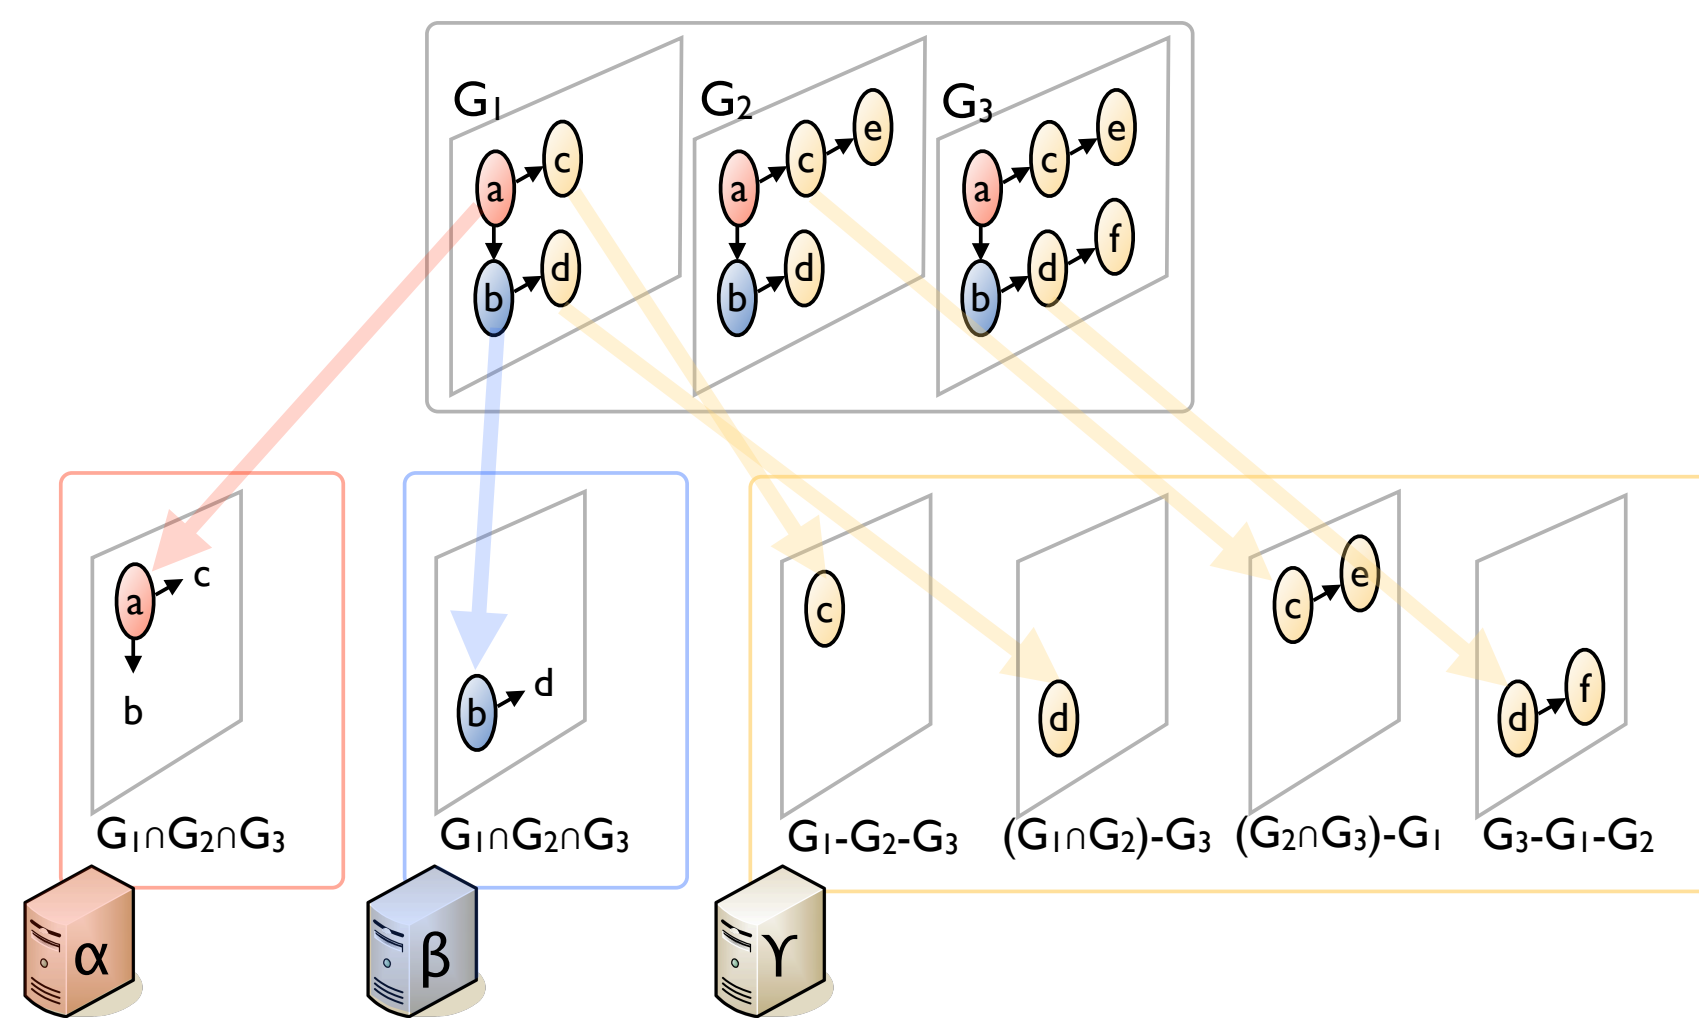 G₁ G₂ G₃
a c
b d
a c e
b d
a c e
b d f
a c
b
G₁∩G₂∩G₃
b d
G₁∩G₂∩G₃
c
G₁-G₂-G₃
d
(G₁∩G₂)-G₃
c e
(G₂∩G₃)-G₁
d f
G₃-G₁-G₂
α β ϒ